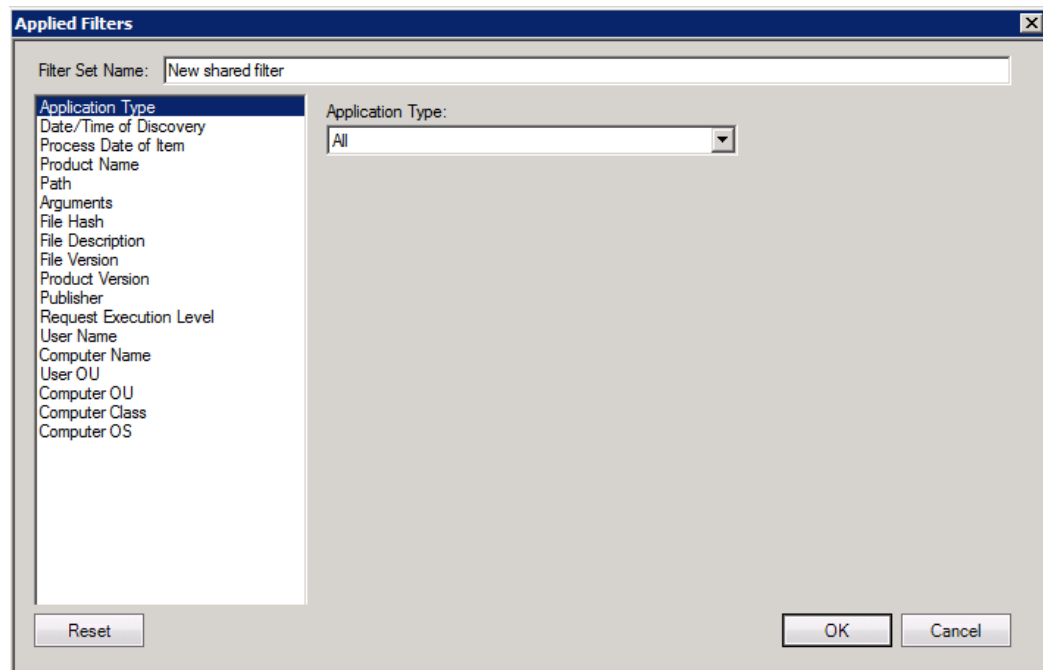 Applied Filters
Filter Set Name: New shared filter
Application Type
Date/Time of Discovery
Process Date of Item
Product Name
Path
Arguments
File Hash
File Description
File Version
Product Version
Publisher
Request Execution Level
User Name
Computer Name
User OU
Computer OU
Computer Class
Computer OS
Application Type:
All
Reset
OK
Cancel